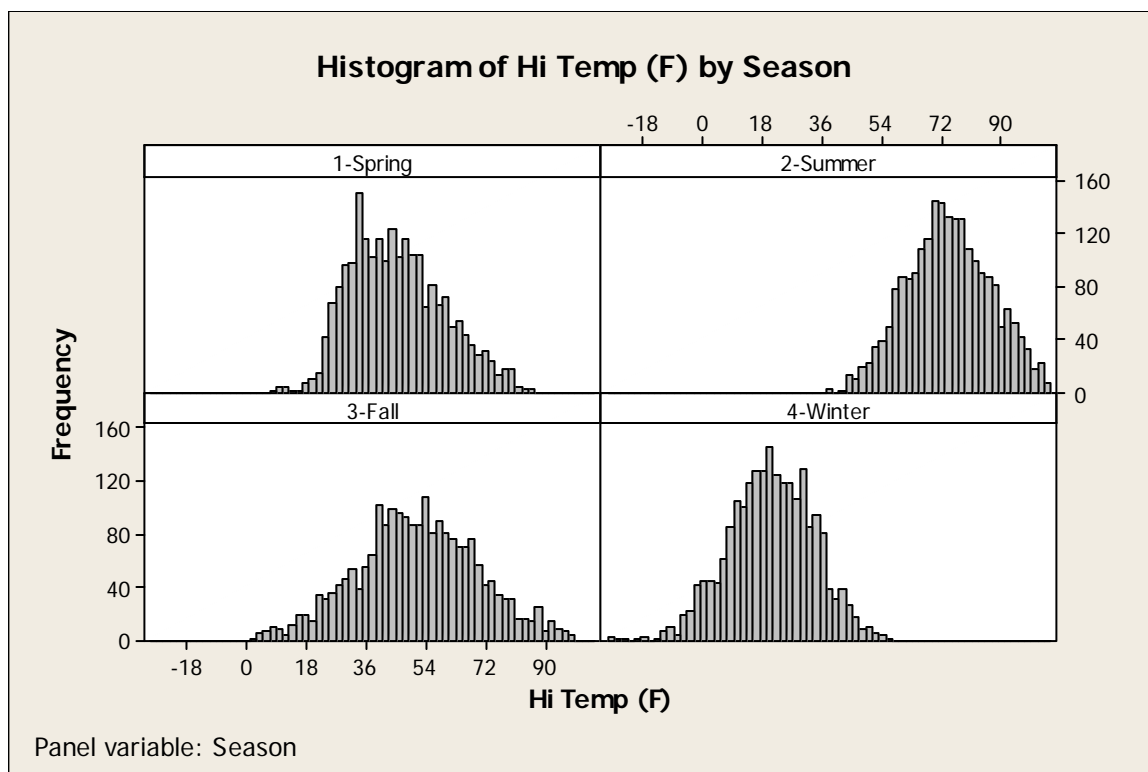 Histogram of Hi Temp (F) by Season
-18 0 18 36 54 72 90
1-Spring 2-Summer
160
120
80
40
0
3-Fall 4-Winter
160
120
80
40
0
Frequency
-18 0 18 36 54 72 90
Hi Temp (F)
Panel variable: Season